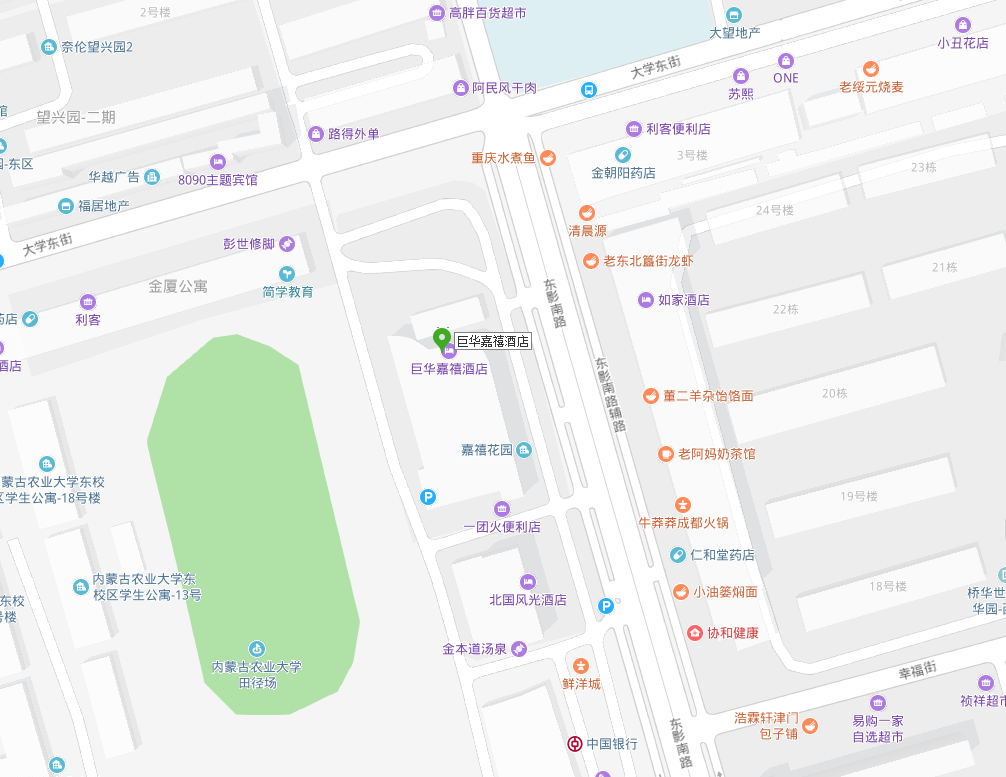 2号楼
高胖百货超市
奈伦望兴园2
大望地产
小丑花店
大学东街
ONE
苏熙
老绥元烧麦
阿民风干肉
馆
望兴园-二期
路得外单
利客便利店
重庆水煮鱼
3号楼
金朝阳药店
23栋
园-东区
华越广告
8090主题宾馆
福居地产
24号楼
清晨源
大学东街
彭世修脚
老东北簋街龙虾
21栋
简学教育
金厦公寓
东影南路
如家酒店
利客
药店
22栋
巨华嘉禧酒店
巨华嘉禧酒店
酒店
东影南路辅路
董二羊杂饸饹面
20栋
嘉禧花园
老阿妈奶茶馆
蒙古农业大学东校
区学生公寓-18号楼
19号楼
一团火便利店
牛莽莽成都火锅
仁和堂药店
内蒙古农业大学东
校区学生公寓-13号
18号楼
北国风光酒店
小油篓焖面
桥华世
华园-西
东校
号楼
协和健康
金本道汤泉
内蒙古农业大学
田径场
鲜洋城
幸福街
祯祥超市
浩霖轩津门
包子铺
易购一家
自选超市
东影南路
中国银行